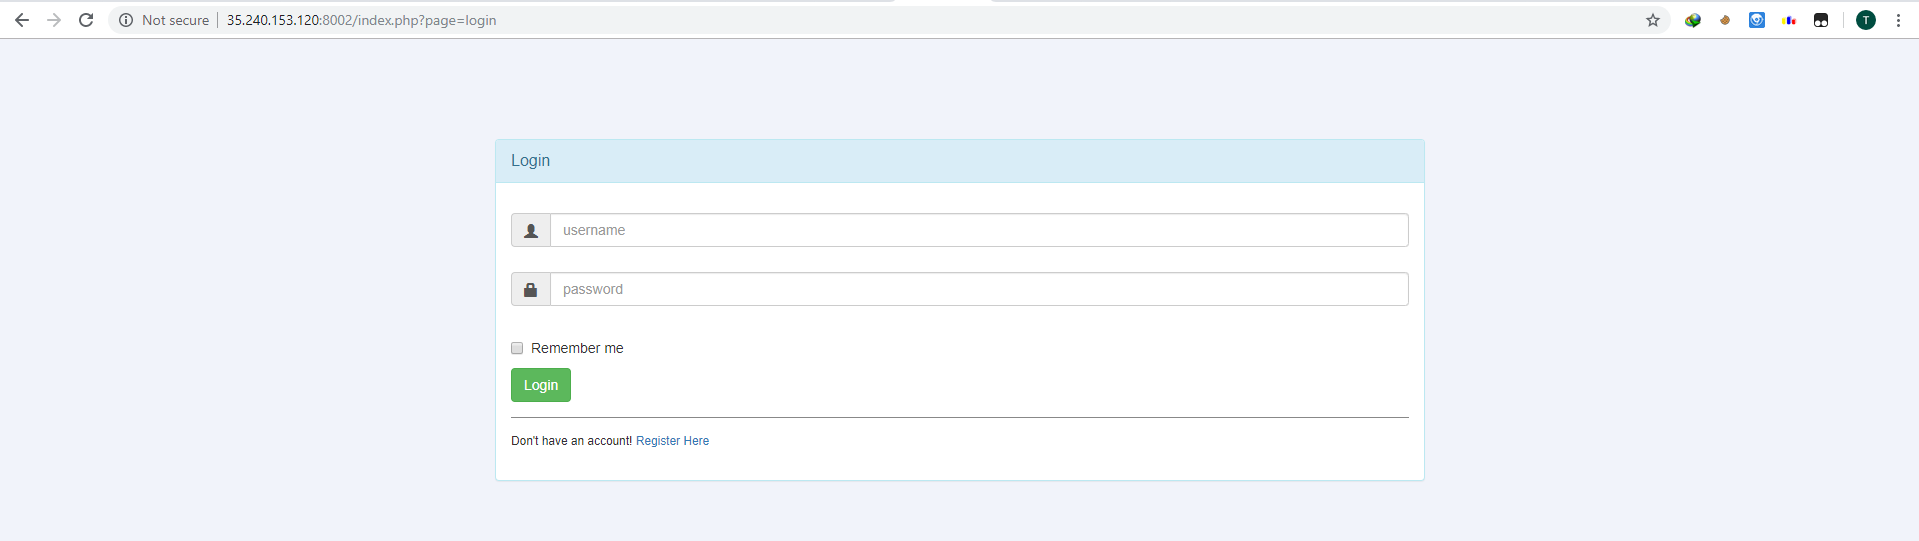 Not secure 35.240.153.120:8002/index.php?page=login T
Login
username
password
Remember me
Login
Don't have an account! Register Here